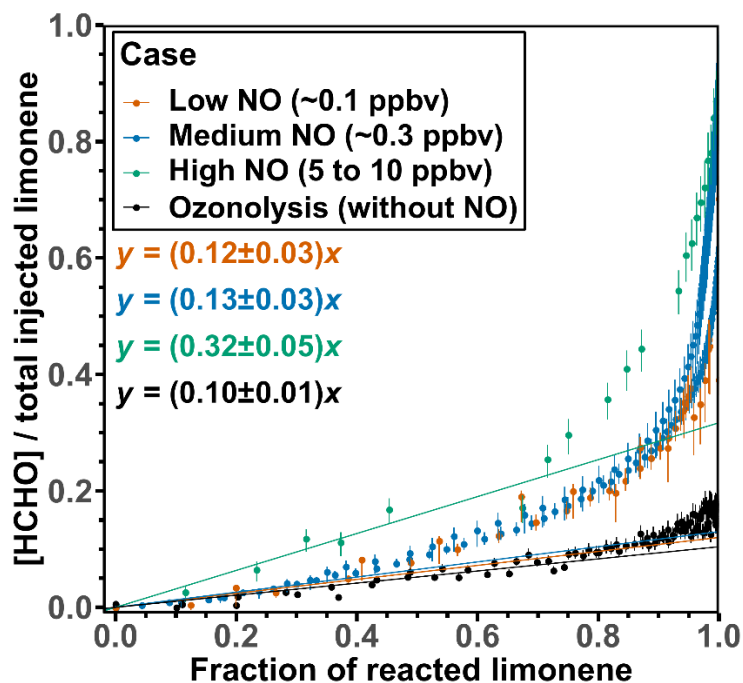 1.0
0.8
0.6
0.4
0.2
0.0
[HCHO] / total injected limonene
Case
Low NO (~0.1 ppbv)
Medium NO (~0.3 ppbv)
High NO (5 to 10 ppbv)
Ozonolysis (without NO)
y = (0.12±0.03)x
y = (0.13±0.03)x
y = (0.32±0.05)x
y = (0.10±0.01)x
0.0 0.2 0.4 0.6 0.8 1.0
Fraction of reacted limonene